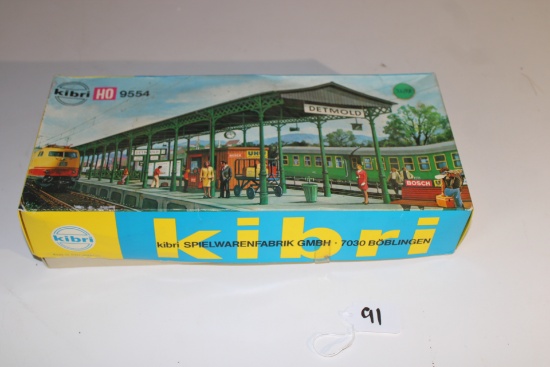 kibri HO 9554
DETMOLD
BOSCH
kibri
kibri SPIELWARENFABRIK GMBH · 7030 BÖBLINGEN
kibri
91